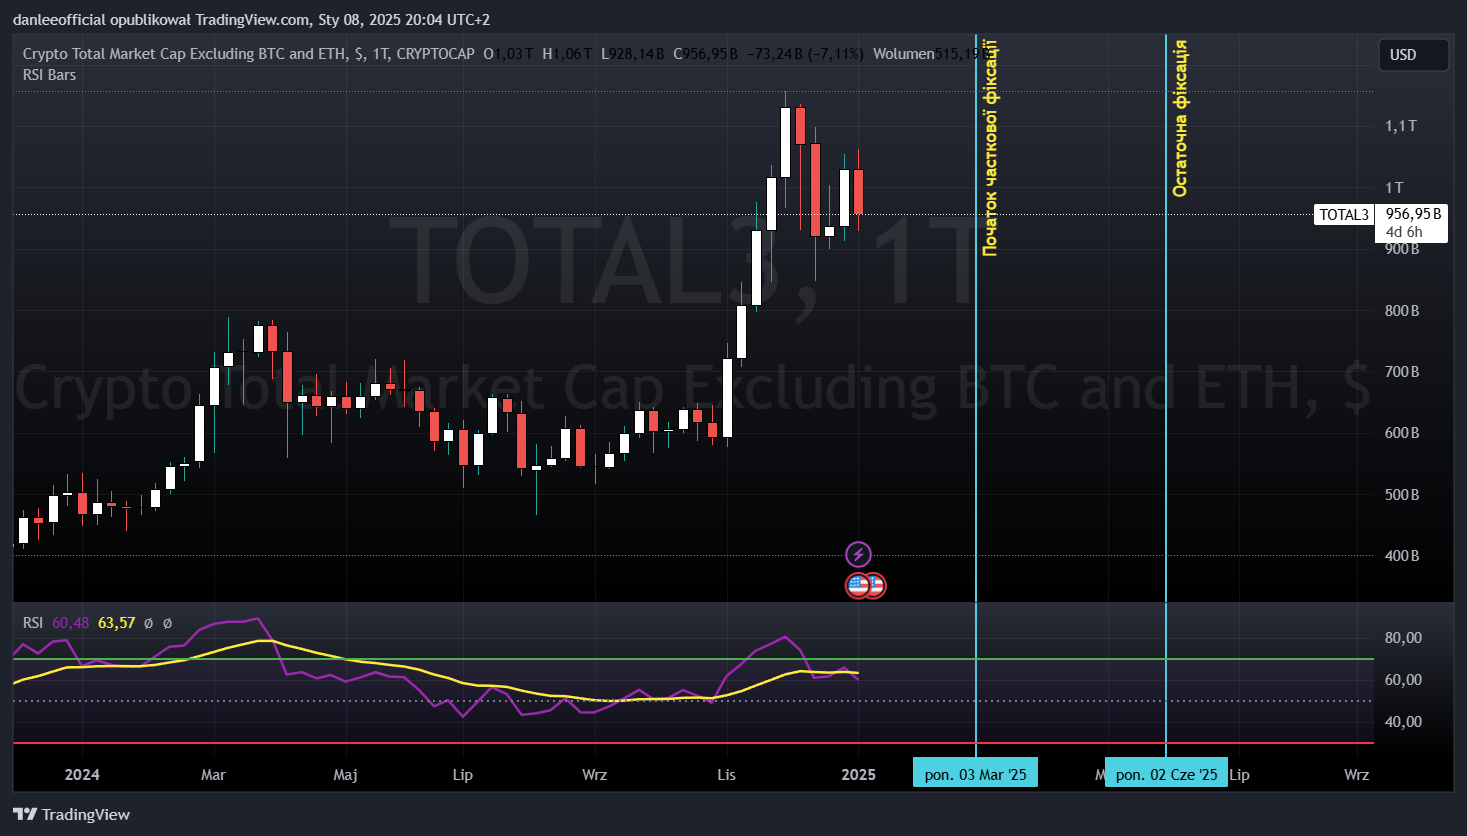 danleeofficial opublikował TradingView.com, Sty 08, 2025 20:04 UTC+2
Crypto Total Market Cap Excluding BTC and ETH, $, 1T, CRYPTOCAP O1,03T H1,06T L928,14B C956,95B −73,24B (−7,11%) Wolumen515,19B
RSI Bars
USD
Початок часткової фіксації
Остаточна фіксація
TOTAL3, 1T
Crypto Total Market Cap Excluding BTC and ETH, $
1,1T
1T
TOTAL3 956,95B
4d 6h
900B
800B
700B
600B
500B
400B
RSI 60,48 63,57 ∅ ∅
80,00
60,00
40,00
2024 Mar Maj Lip Wrz Lis 2025 pon. 03 Mar '25 M pon. 02 Cze '25 Lip Wrz
TradingView